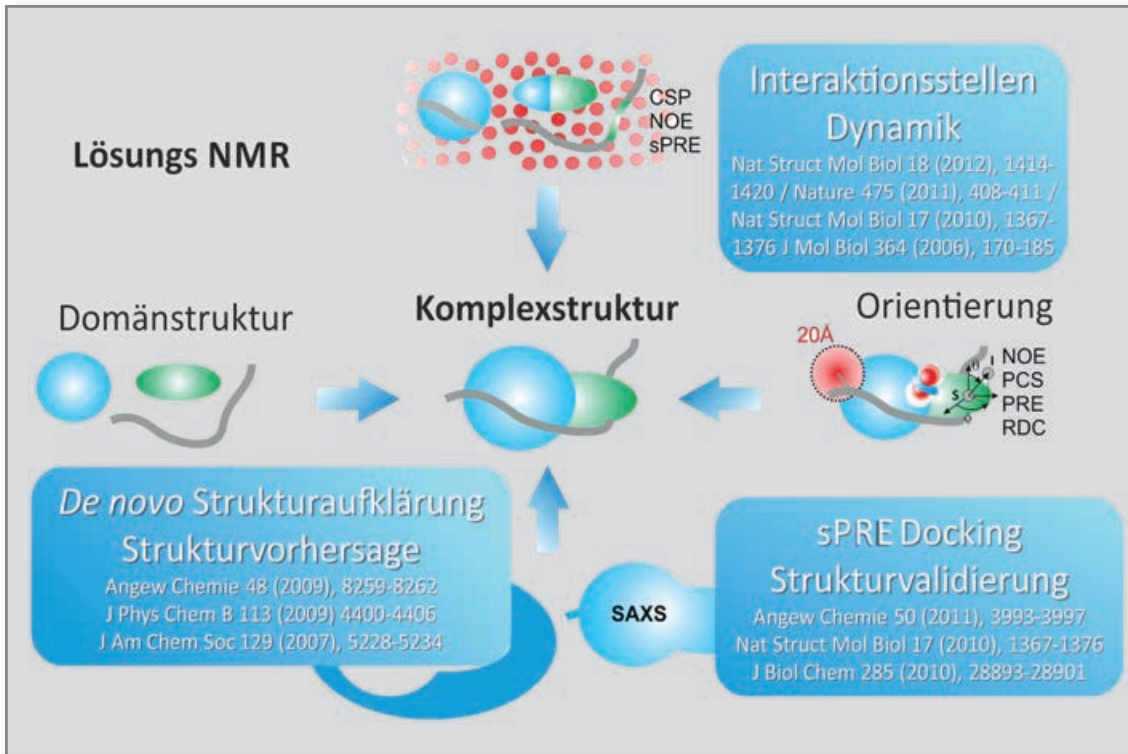 Lösungs NMR
CSP
NOE
sPRE
Interaktionsstellen
Dynamik
Nat Struct Mol Biol 18 (2012), 1414-
1420 / Nature 475 (2011), 408-411 /
Nat Struct Mol Biol 17 (2010), 1367-
1376 J Mol Biol 364 (2006), 170-185
Domänstruktur
Komplexstruktur
Orientierung
20Å
NOE
PCS
PRE
RDC
I
θ
S
De novo Strukturaufklärung
Strukturvorhersage
Angew Chemie 48 (2009), 8259-8262
J Phys Chem B 113 (2009) 4400-4406
J Am Chem Soc 129 (2007), 5228-5234
SAXS
sPRE Docking
Strukturvalidierung
Angew Chemie 50 (2011), 3993-3997
Nat Struct Mol Biol 17 (2010), 1367-1376
J Biol Chem 285 (2010), 28893-28901